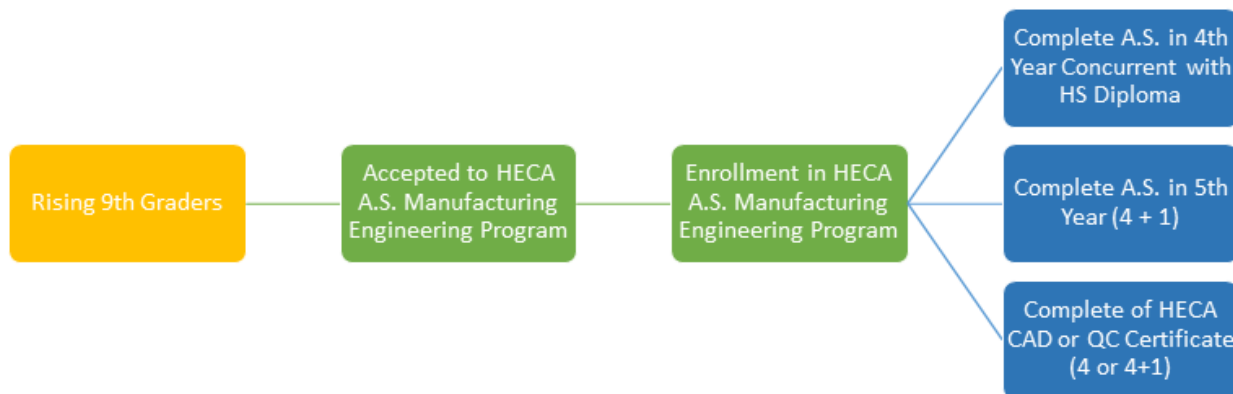 Rising 9th Graders
Accepted to HECA
A.S. Manufacturing
Engineering Program
Enrollment in HECA
A.S. Manufacturing
Engineering Program
Complete A.S. in 4th
Year Concurrent with
HS Diploma
Complete A.S. in 5th
Year (4 + 1)
Complete of HECA
CAD or QC Certificate
(4 or 4+1)